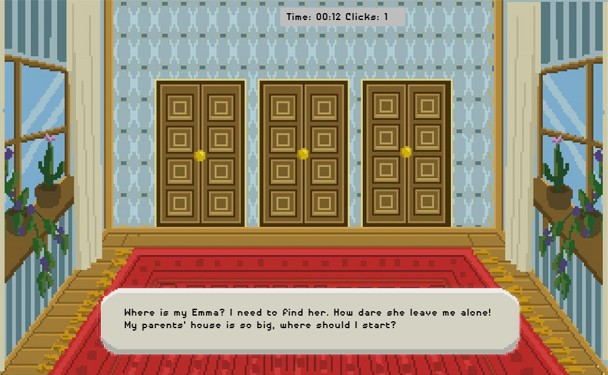 Time: 00:12 Clicks: 1
Where is my Emma? I need to find her. How dare she leave me alone!
My parents' house is so big, where should I start?